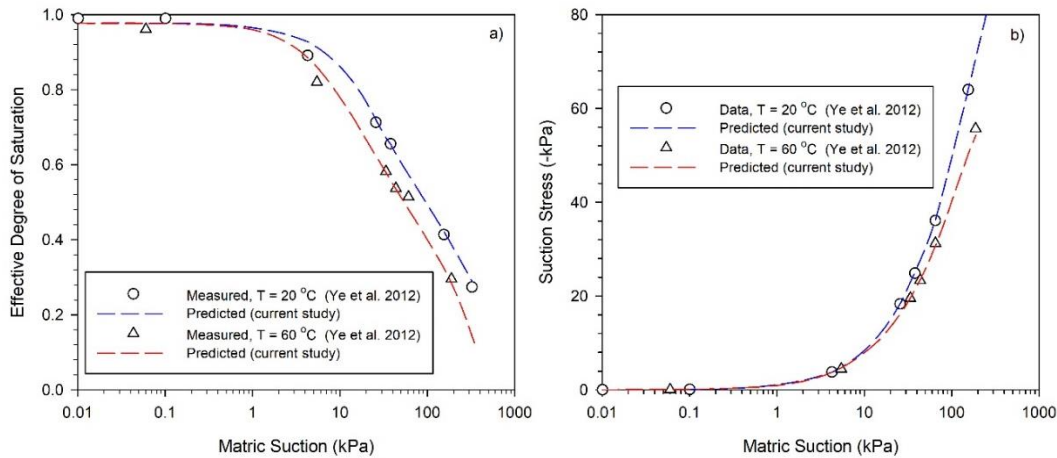 a)
1.0
0.8
0.6
0.4
0.2
0.0
Effective Degree of Saturation
Measured, T = 20 °C (Ye et al. 2012)
Predicted (current study)
Measured, T = 60 °C (Ye et al. 2012)
Predicted (current study)
0.01 0.1 1 10 100 1000
Matric Suction (kPa)
b)
80
60
40
20
0
Suction Stress (-kPa)
Data, T = 20 °C (Ye et al. 2012)
Predicted (current study)
Data, T = 60 °C (Ye et al. 2012)
Predicted (current study)
0.01 0.1 1 10 100 1000
Matric Suction (kPa)